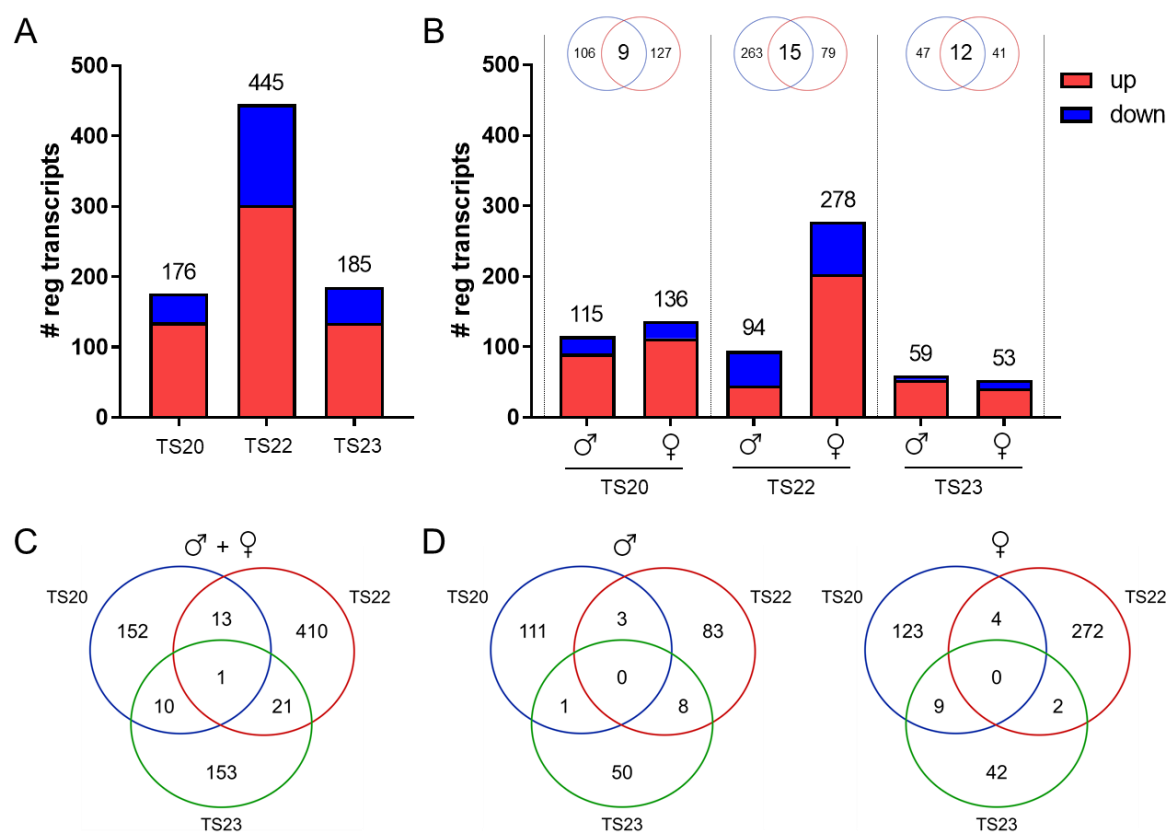 A
# reg transcripts
500
400
300
200
100
0
176
445
185
TS20
TS22
TS23
B
106 9 127
263 15 79
47 12 41
up
down
# reg transcripts
500
400
300
200
100
0
115
136
94
278
59
53
♂ ♀ ♂ ♀ ♂ ♀
TS20
TS22
TS23
C
♂ + ♀
TS20
TS22
152
13
410
1
10
21
153
TS23
D
♂
TS20
TS22
111
3
83
0
1
8
50
TS23
♀
TS20
TS22
123
4
272
0
9
2
42
TS23